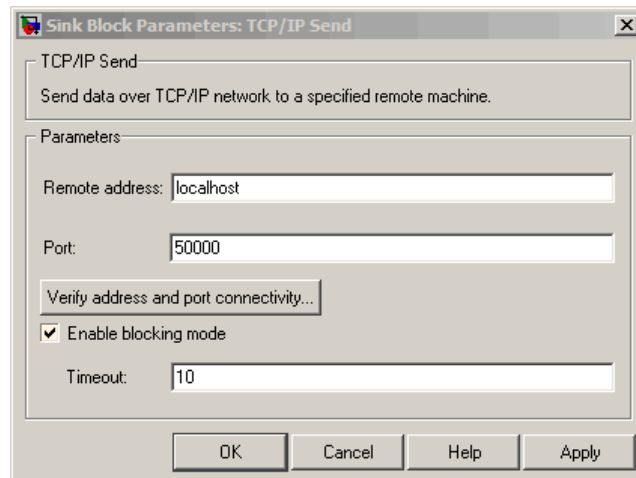 Sink Block Parameters: TCP/IP Send
TCP/IP Send
Send data over TCP/IP network to a specified remote machine.
Parameters
Remote address: localhost
Port: 50000
Verify address and port connectivity...
Enable blocking mode
Timeout: 10
OK Cancel Help Apply